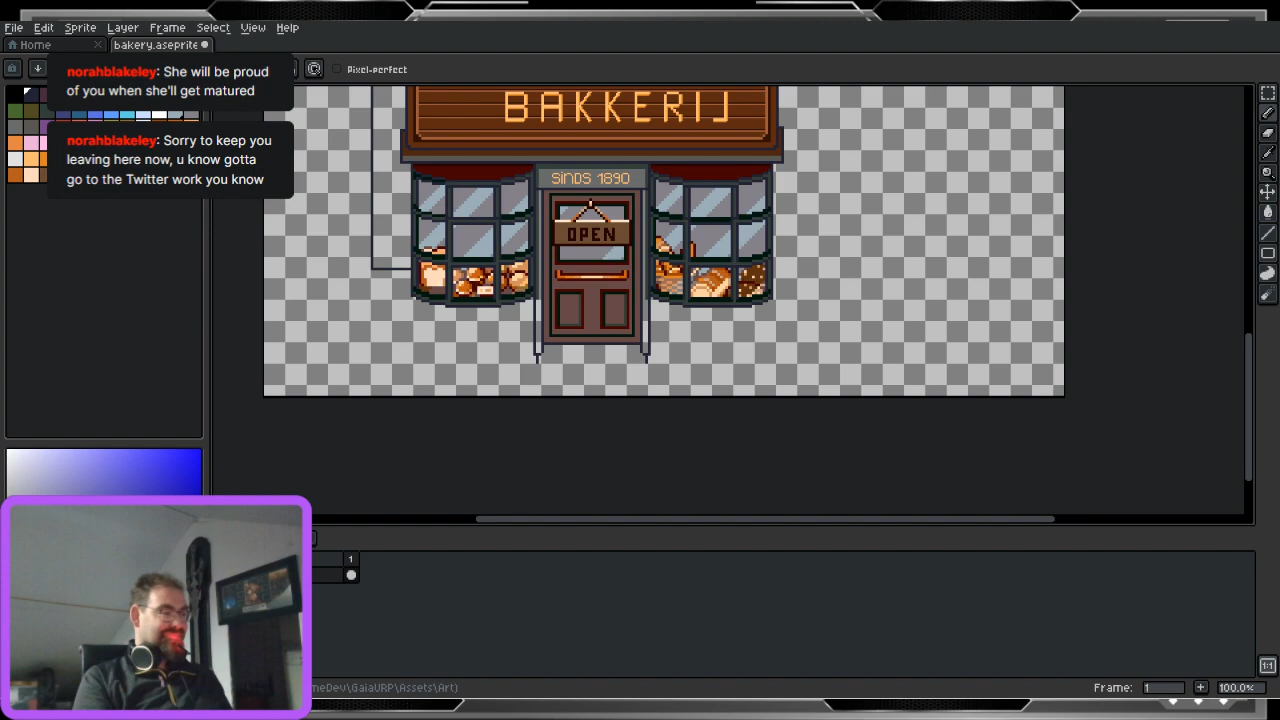 File Edit Sprite Layer Frame Select View Help
Home
bakery.aseprite
Pixel-perfect
norahblakeley: She will be proud
of you when she'll get matured
norahblakeley: Sorry to keep you
leaving here now, u know gotta
go to the Twitter work you know
BAKKERIJ
SINDS 1890
OPEN
1
meDev\GaiaURP\Assets\Art)
Frame: 1
100.0%
1:1